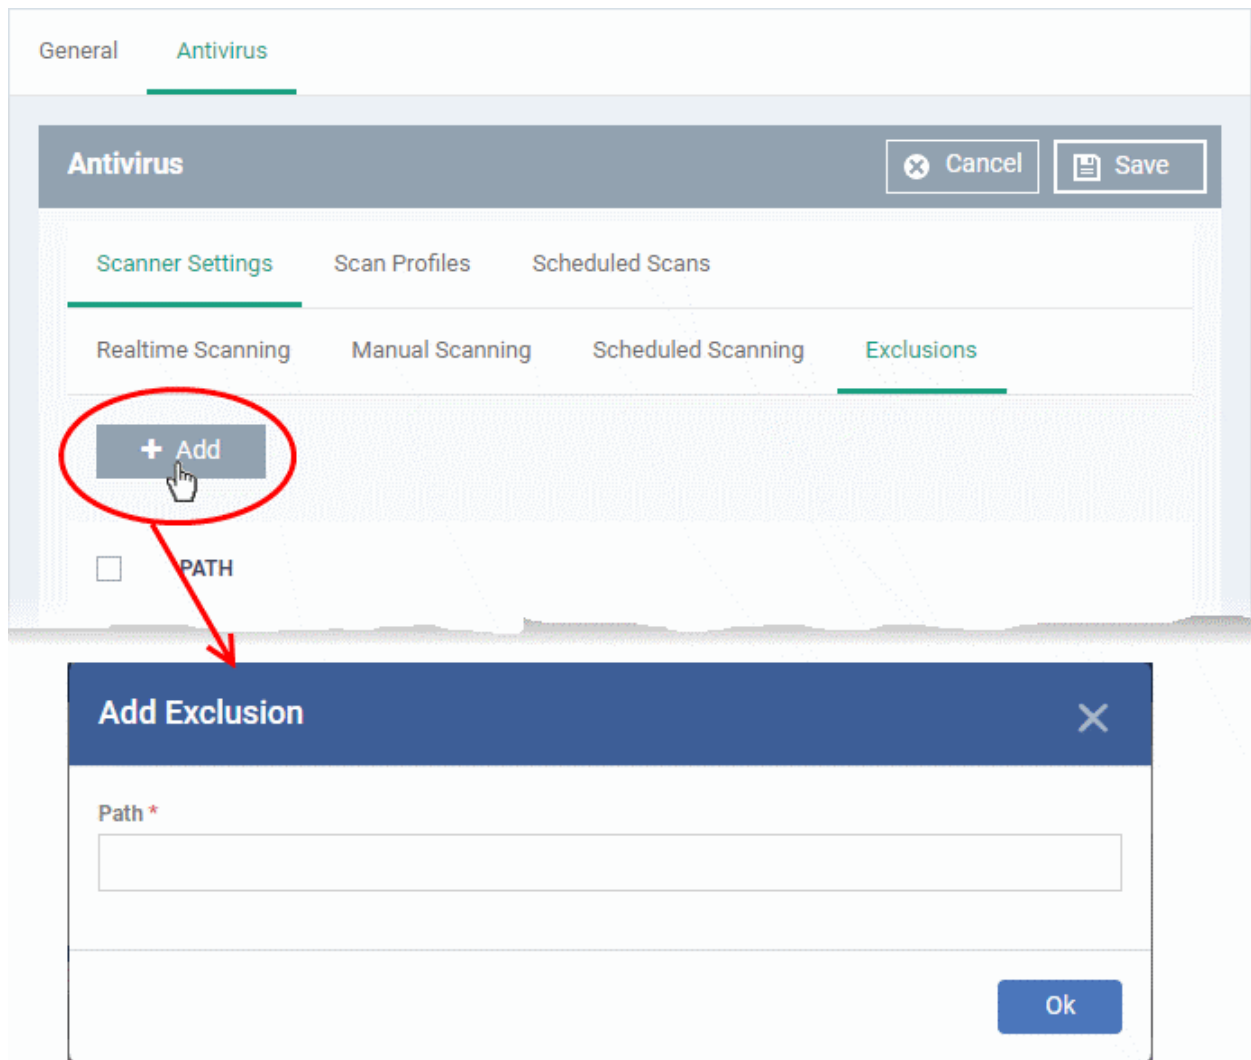 General Antivirus
Antivirus Cancel Save
Scanner Settings Scan Profiles Scheduled Scans
Realtime Scanning Manual Scanning Scheduled Scanning Exclusions
+ Add
PATH
Add Exclusion
Path *
Ok